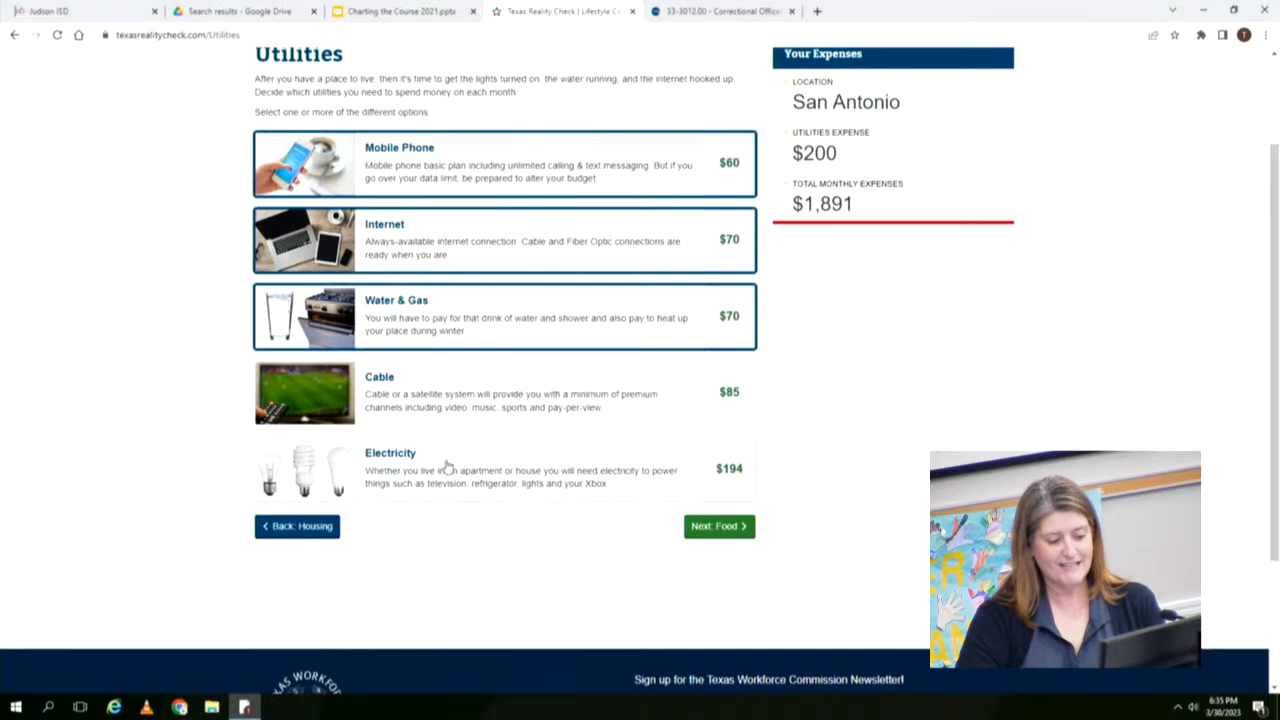 Judson ISD
Search results - Google Drive
Charting the Course 2021.pptx
Texas Reality Check | Lifestyle C
33-3012.00 - Correctional Officer
texasrealitycheck.com/Utilities
T
Utilities
After you have a place to live, then it's time to get the lights turned on, the water running, and the internet hooked up
Decide which utilities you need to spend money on each month
Select one or more of the different options
Mobile Phone
Mobile phone basic plan including unlimited calling & text messaging. But if you
go over your data limit, be prepared to alter your budget
$60
Internet
Always-available internet connection. Cable and Fiber Optic connections are
ready when you are
$70
Water & Gas
You will have to pay for that drink of water and shower and also pay to heat up
your place during winter
$70
Cable
Cable or a satellite system will provide you with a minimum of premium
channels including video, music, sports and pay-per-view
$85
Electricity
Whether you live in an apartment or house you will need electricity to power
things such as television, refrigerator, lights and your Xbox
$194
Back: Housing
Next: Food
Your Expenses
LOCATION
San Antonio
UTILITIES EXPENSE
$200
TOTAL MONTHLY EXPENSES
$1,891
Sign up for the Texas Workforce Commission Newsletter!
6:35 PM
3/30/2023